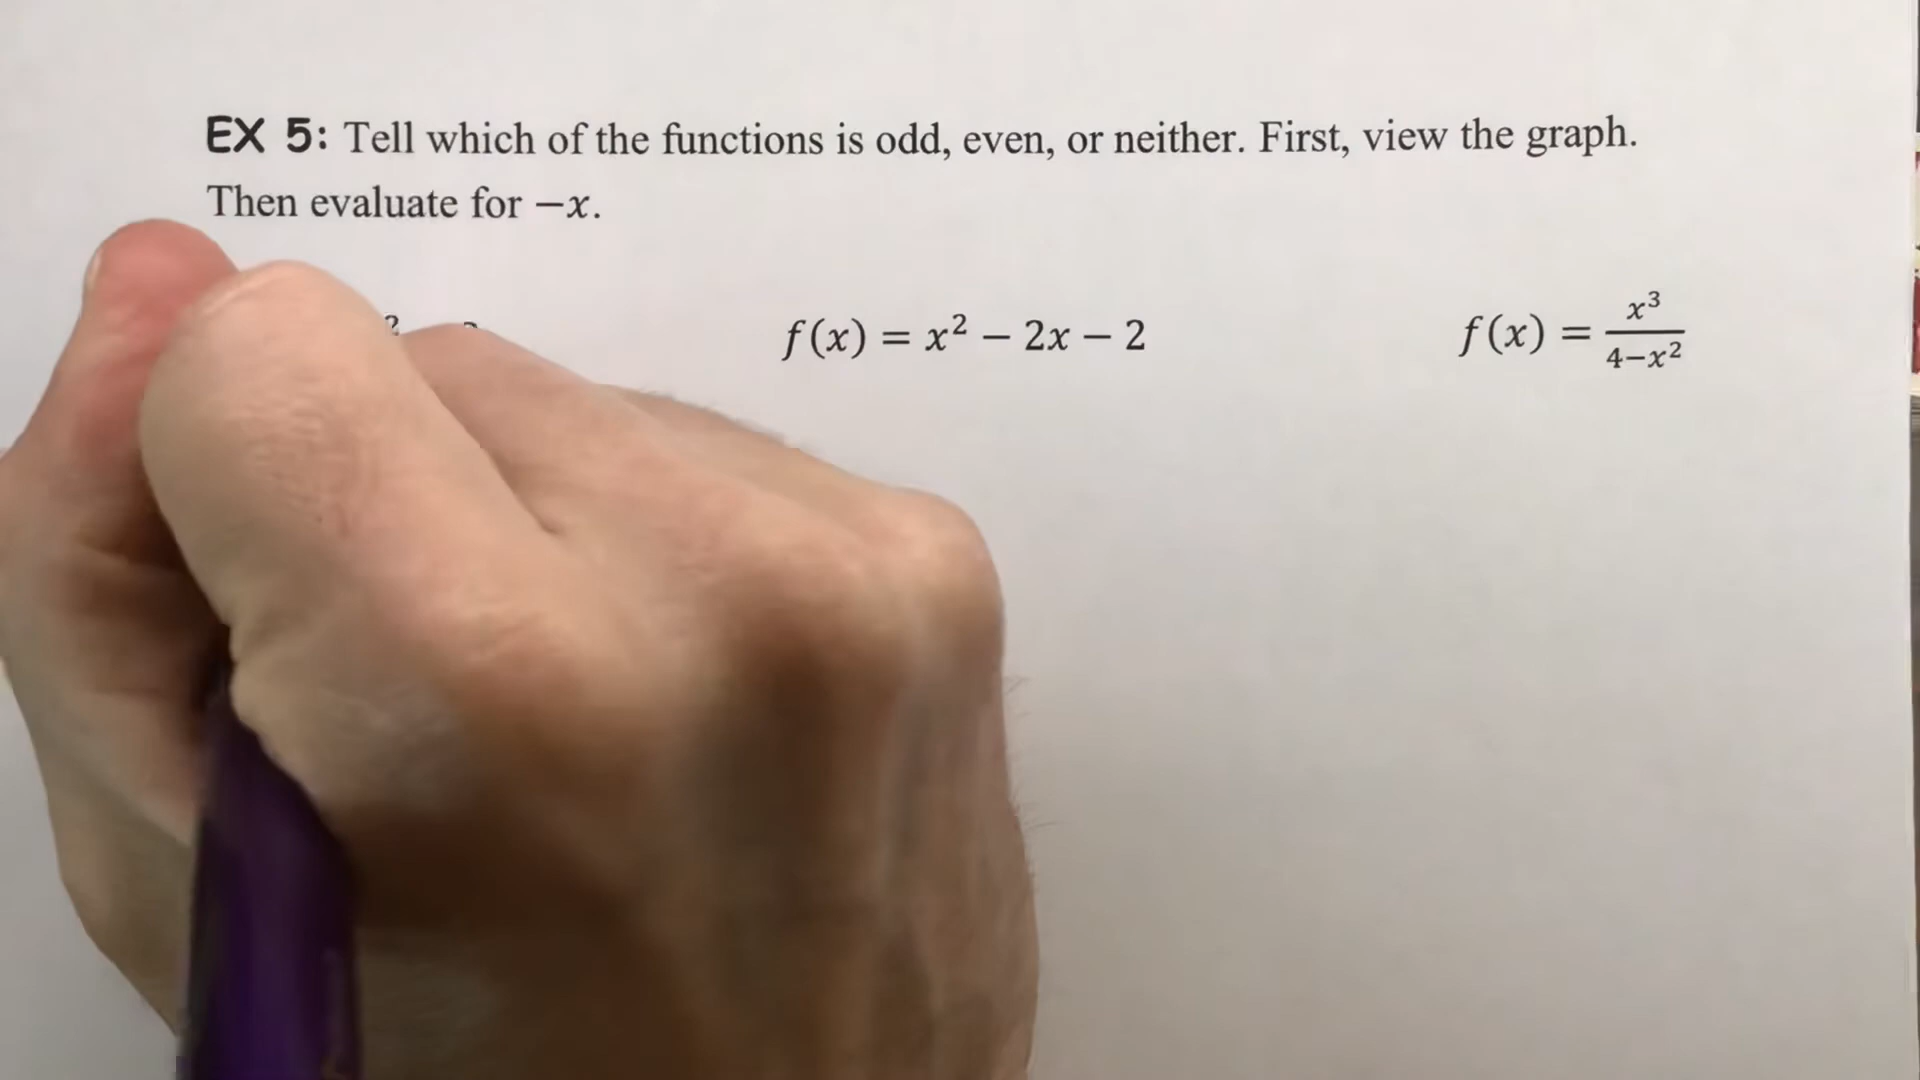 EX 5: Tell which of the functions is odd, even, or neither. First, view the graph.
Then evaluate for −x.
f(x) = x² − 2x − 2
f(x) = x³/(4−x²)